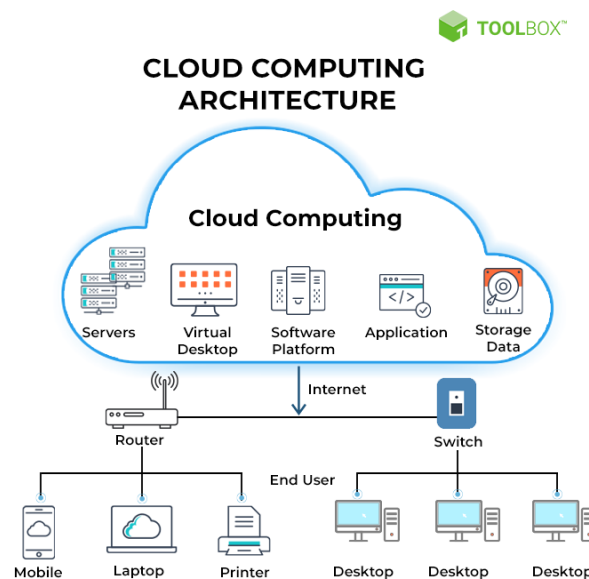 TOOLBOX™
CLOUD COMPUTING
ARCHITECTURE
Cloud Computing
</>
Servers
Virtual
Desktop
Software
Platform
Application
Storage
Data
Internet
Router
Switch
End User
Mobile
Laptop
Printer
Desktop
Desktop
Desktop